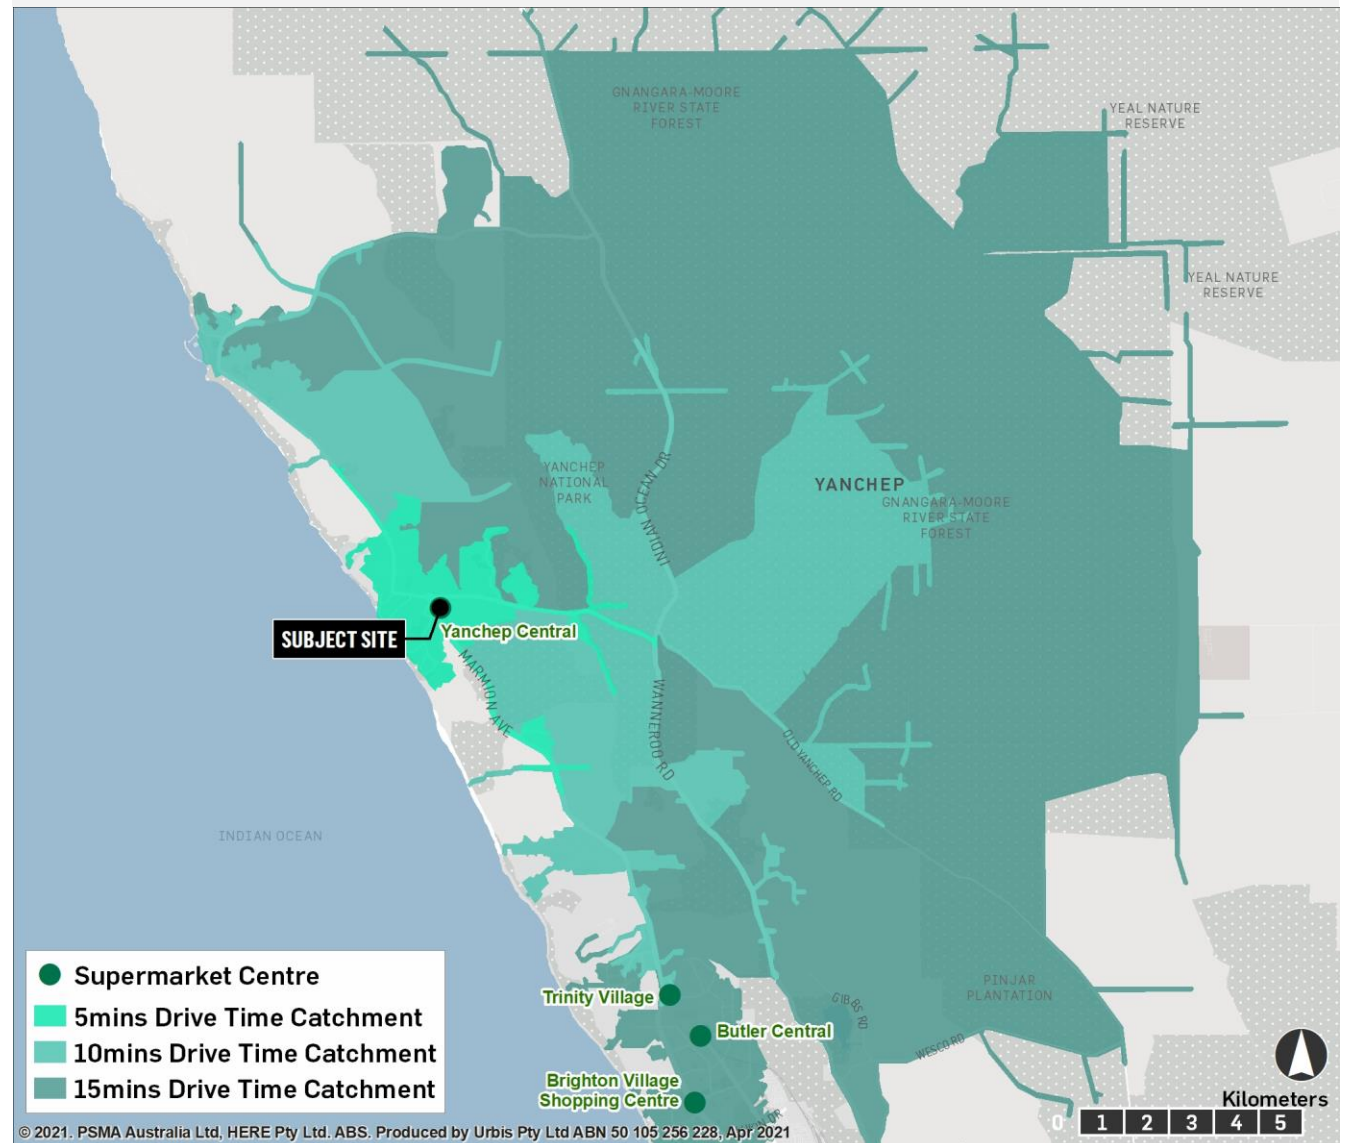 GNANGARA-MOORE
RIVER STATE
FOREST
YEAL NATURE
RESERVE
YEAL NATURE
RESERVE
YANCHEP
NATIONAL
PARK
INDIAN OCEAN DR
YANCHEP
GNANGARA-MOORE
RIVER STATE
FOREST
SUBJECT SITE
Yanchep Central
MARMION AVE
WANNEROO RD
OLD YANCHEP RD
INDIAN OCEAN
PINJAR
PLANTATION
Trinity Village
GIBBS RD
Butler Central
WESCO RD
Brighton Village
Shopping Centre
Supermarket Centre
5mins Drive Time Catchment
10mins Drive Time Catchment
15mins Drive Time Catchment
Kilometers
0 1 2 3 4 5
© 2021. PSMA Australia Ltd, HERE Pty Ltd. ABS. Produced by Urbis Pty Ltd ABN 50 105 256 228, Apr 2021